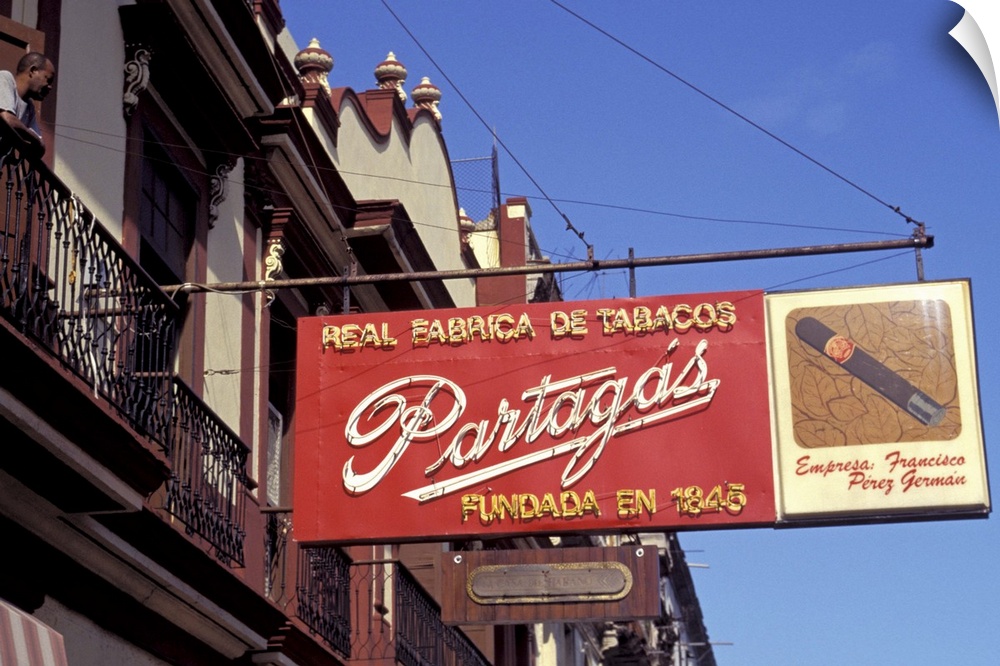 REAL FABRICA DE TABACOS
Partagás
FUNDADA EN 1845
Empresa: Francisco
Pérez Germán